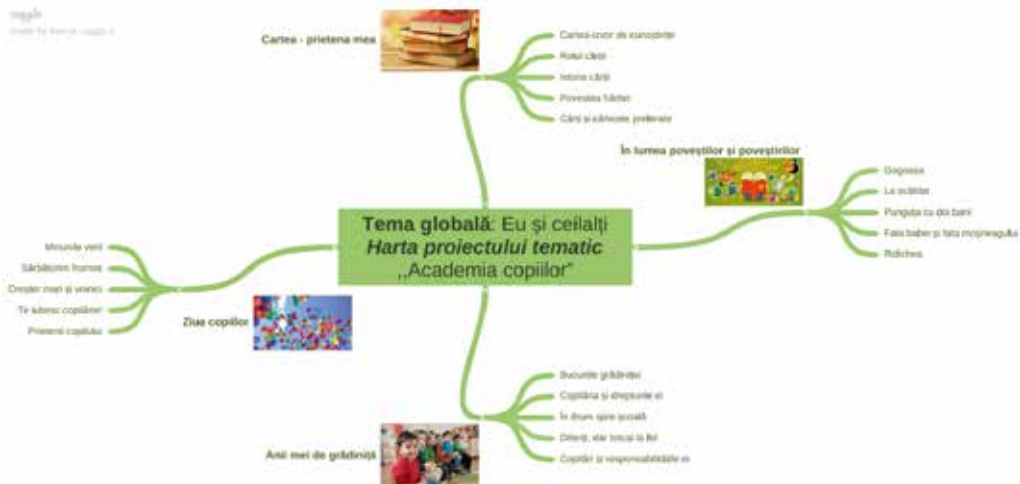 coggle
Cartea - prietena mea
Cartea-izvor de cunoștințe
Rolul cărții
Istoria cărții
Povestea hârtiei
Cărți și cântecele preferate
În lumea poveștilor și povestirilor
Gogoașa
La scăldat
Punguța cu doi bani
Fata babei și fata moșneagului
Ridichea
Tema globală: Eu și ceilalți
Harta proiectului tematic
,,Academia copiilor”
Minunile verii
Sărbătorim frumos
Creștem mari și voinici
Te iubesc copilărie!
Prietenii copilului
Ziua copiilor
Bucuriile grădiniței
Copilăria și drepturile ei
În drum spre școală
Diferiți, dar totuși la fel
Copilări și responsabilitățile ei
Anii mei de grădiniță